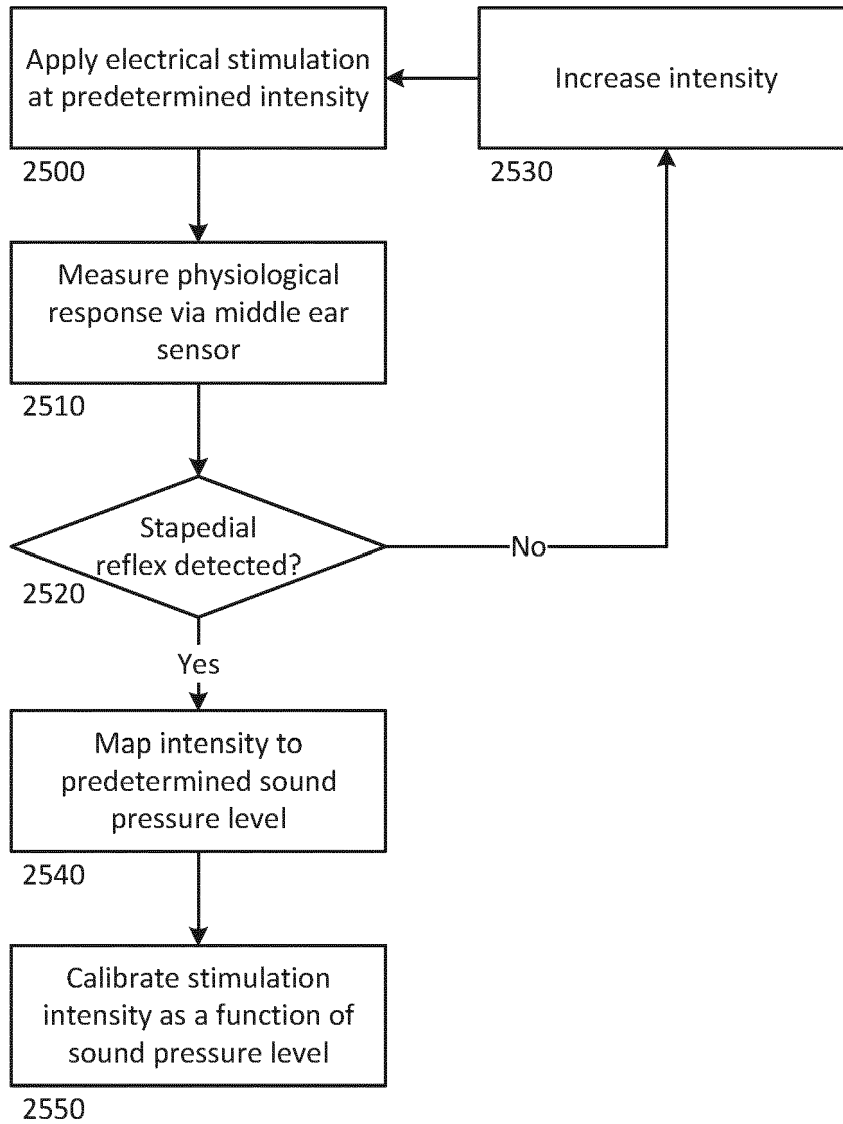 Apply electrical stimulation
at predetermined intensity
2500
Increase intensity
2530
Measure physiological
response via middle ear
sensor
2510
Stapedial
reflex detected?
2520
No
Yes
Map intensity to
predetermined sound
pressure level
2540
Calibrate stimulation
intensity as a function of
sound pressure level
2550